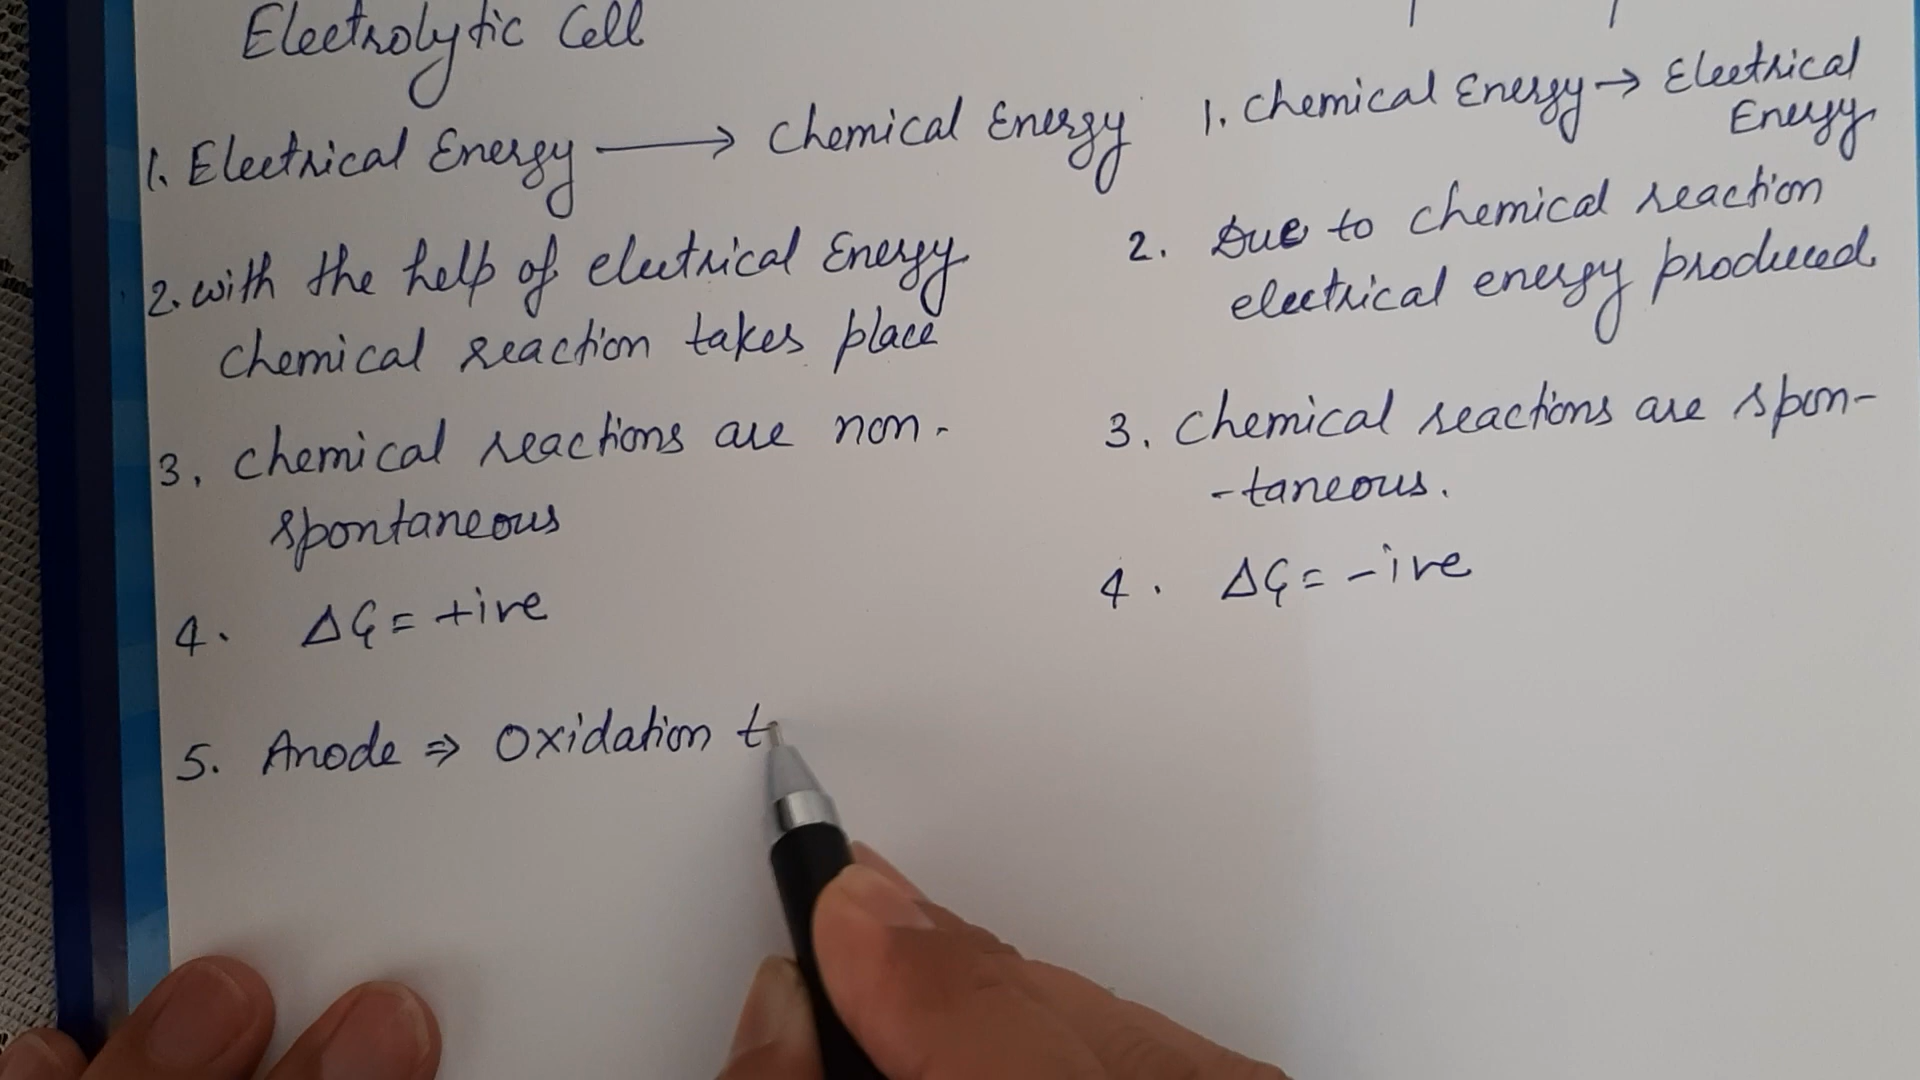 Electrolytic Cell
1. Electrical Energy → Chemical Energy
2. with the help of electrical Energy
chemical reaction takes place
3. chemical reactions are non-
spontaneous
4. ΔG = +ive
5. Anode ⇒ Oxidation t
1. Chemical Energy → Electrical
Energy
2. Due to chemical reaction
electrical energy produced
3. Chemical reactions are spon-
-taneous.
4. ΔG = -ive